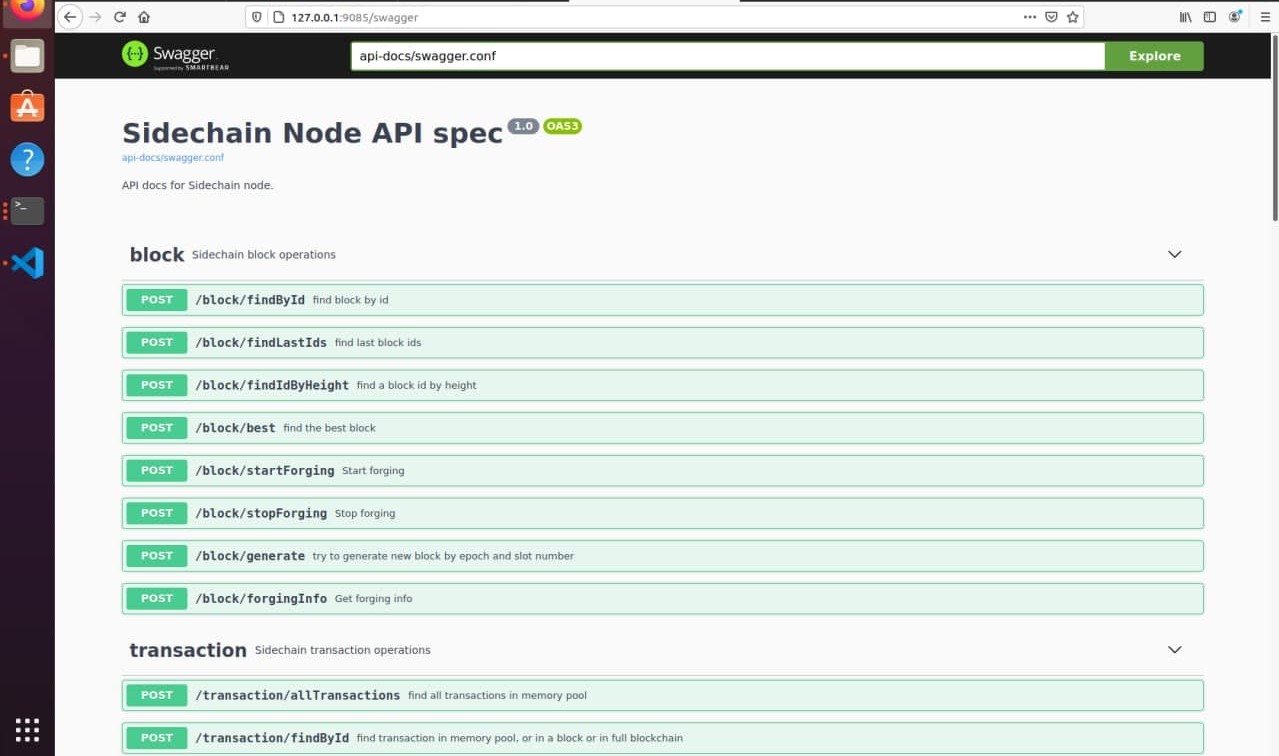 127.0.0.1:9085/swagger
Swagger
Supported by SMARTBEAR
api-docs/swagger.conf
Explore
Sidechain Node API spec 1.0 OAS3
api-docs/swagger.conf
API docs for Sidechain node.
block Sidechain block operations
POST /block/findById find block by id
POST /block/findLastIds find last block ids
POST /block/findIdByHeight find a block id by height
POST /block/best find the best block
POST /block/startForging Start forging
POST /block/stopForging Stop forging
POST /block/generate try to generate new block by epoch and slot number
POST /block/forgingInfo Get forging info
transaction Sidechain transaction operations
POST /transaction/allTransactions find all transactions in memory pool
POST /transaction/findById find transaction in memory pool, or in a block or in full blockchain